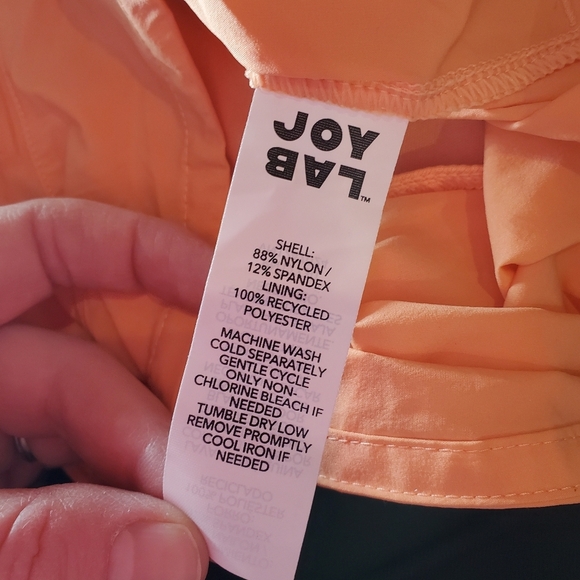 JOY
LAB™
SHELL:
88% NYLON /
12% SPANDEX
LINING:
100% RECYCLED
POLYESTER
MACHINE WASH
COLD SEPARATELY
GENTLE CYCLE
ONLY NON-
CHLORINE BLEACH IF
NEEDED
TUMBLE DRY LOW
REMOVE PROMPTLY
COOL IRON IF
NEEDED